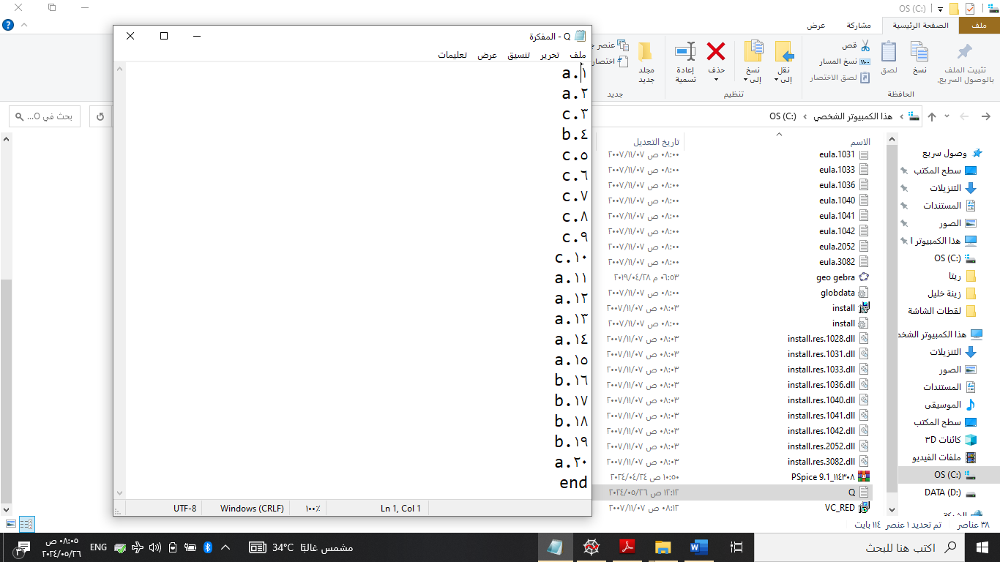 OS (C:)
ملف
الصفحة الرئيسية
مشاركة
عرض
تثبيت الملف
بالوصول السريع.
نسخ
لصق
قص
نسخ المسار
لصق الاختصار
الحافظة
نقل
إلى
نسخ
إلى
حذف
إعادة
تسمية
تنظيم
مجلد
جديد
عنصر ج
اختصار
جديد
هذا الكمبيوتر الشخصي
OS (C:)
بحث في O...
Q - المفكرة
ملف تحرير تنسيق عرض تعليمات
١.a
٢.a
٣.c
٤.b
٥.c
٦.c
٧.c
٨.c
٩.c
١٠.c
١١.a
١٢.a
١٣.a
١٤.a
١٥.a
١٦.b
١٧.b
١٨.b
١٩.b
٢٠.a
end
Ln 1, Col 1
١٠٠٪
Windows (CRLF)
UTF-8
الاسم تاريخ التعديل
eula.1031 ٠٨:٠٠ ص ٢٠٠٧/١١/٠٧
eula.1033 ٠٨:٠٠ ص ٢٠٠٧/١١/٠٧
eula.1036 ٠٨:٠٠ ص ٢٠٠٧/١١/٠٧
eula.1040 ٠٨:٠٠ ص ٢٠٠٧/١١/٠٧
eula.1041 ٠٨:٠٠ ص ٢٠٠٧/١١/٠٧
eula.1042 ٠٨:٠٠ ص ٢٠٠٧/١١/٠٧
eula.2052 ٠٨:٠٠ ص ٢٠٠٧/١١/٠٧
eula.3082 ٠٨:٠٠ ص ٢٠٠٧/١١/٠٧
geo gebra ٠٦:٥٣ م ٢٠١٩/٠٤/٢٨
globdata ٠٨:٠٠ ص ٢٠٠٧/١١/٠٧
install ٠٨:٠٣ ص ٢٠٠٧/١١/٠٧
install ٠٨:٠٠ ص ٢٠٠٧/١١/٠٧
install.res.1028.dll ٠٨:٠٣ ص ٢٠٠٧/١١/٠٧
install.res.1031.dll ٠٨:٠٣ ص ٢٠٠٧/١١/٠٧
install.res.1033.dll ٠٨:٠٣ ص ٢٠٠٧/١١/٠٧
install.res.1036.dll ٠٨:٠٣ ص ٢٠٠٧/١١/٠٧
install.res.1040.dll ٠٨:٠٣ ص ٢٠٠٧/١١/٠٧
install.res.1041.dll ٠٨:٠٣ ص ٢٠٠٧/١١/٠٧
install.res.1042.dll ٠٨:٠٣ ص ٢٠٠٧/١١/٠٧
install.res.2052.dll ٠٨:٠٣ ص ٢٠٠٧/١١/٠٧
install.res.3082.dll ٠٨:٠٣ ص ٢٠٠٧/١١/٠٧
PSpice 9.1_١١٤٣٠٨ ١٠:٥٠ ص ٢٠٢٤/٠٤/٢٤
Q ١٢:١٢ ص ٢٠٢٤/٠٥/٢٦
VC_RED ٠٨:١٢ ص ٢٠٠٧/١١/٠٧
وصول سريع
سطح المكتب
التنزيلات
المستندات
الصور
هذا الكمبيوتر ا
OS (C:)
ريتا
زينة خليل
لقطات الشاشة
هذا الكمبيوتر الشخص
التنزيلات
الصور
المستندات
الموسيقى
سطح المكتب
كائنات ٣D
ملفات الفيديو
OS (C:)
DATA (D:)
الشبكة
٣٨ عناصر
تم تحديد ١ عنصر ١١٤ بايت
اكتب هنا للبحث
مشمس غالبًا 34°C
ENG
٠٨:٠٥ ص
٢٠٢٤/٠٥/٢٦
٣